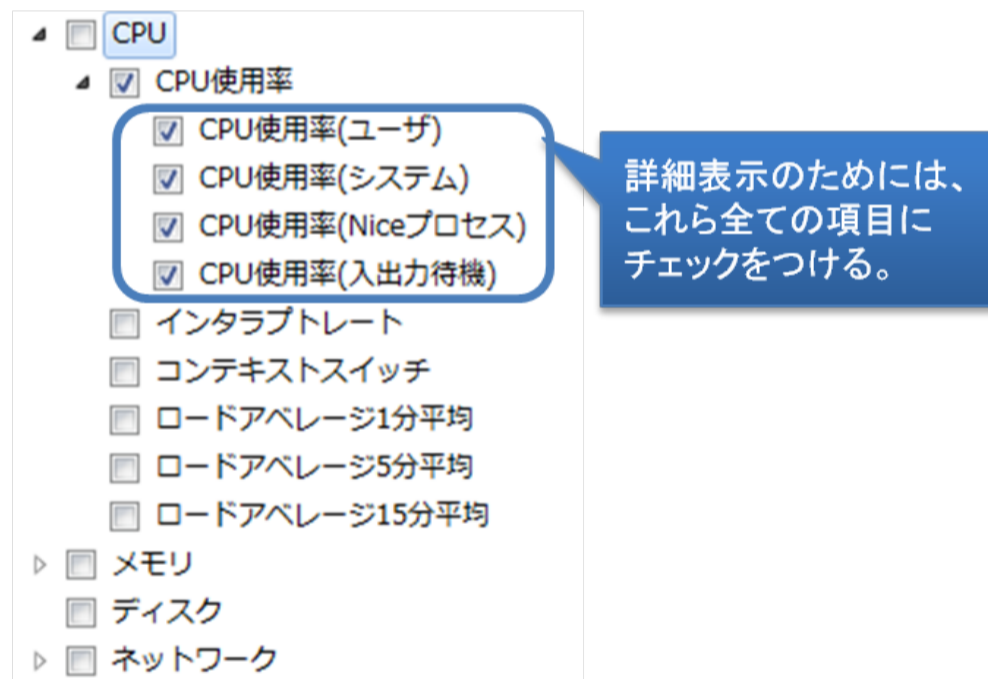 CPU
CPU使用率
CPU使用率(ユーザ)
CPU使用率(システム)
CPU使用率(Niceプロセス)
CPU使用率(入出力待機)
詳細表示のためには、
これら全ての項目に
チェックをつける。
インタラプトレート
コンテキストスイッチ
ロードアベレージ1分平均
ロードアベレージ5分平均
ロードアベレージ15分平均
メモリ
ディスク
ネットワーク